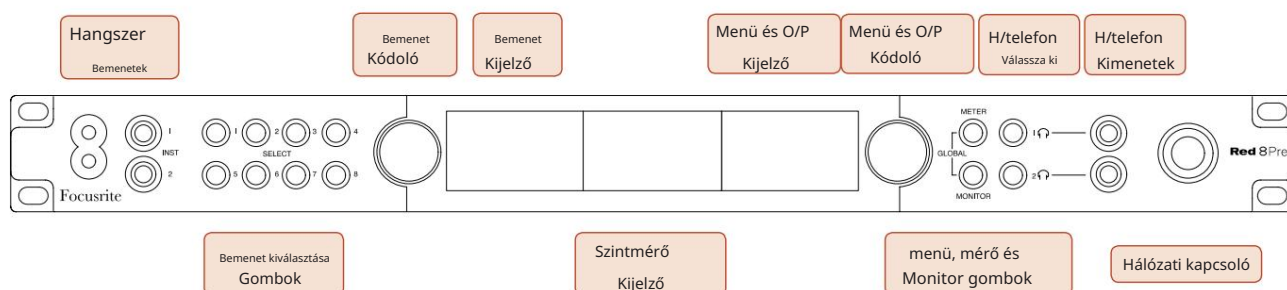 Hangszer
Bemenetek
Bemenet
Kódoló
Bemenet
Kijelző
Menü és O/P
Kijelző
Menü és O/P
Kódoló
H/telefon
Válassza ki
H/telefon
Kimenetek
Focusrite
1
INST
2
1 2 3 4
SELECT
5 6 7 8
METER
GLOBAL
MONITOR
1
2
Red 8Pre
Bemenet kiválasztása
Gombok
Szintmérő
Kijelző
menü, mérő és
Monitor gombok
Hálózati kapcsoló